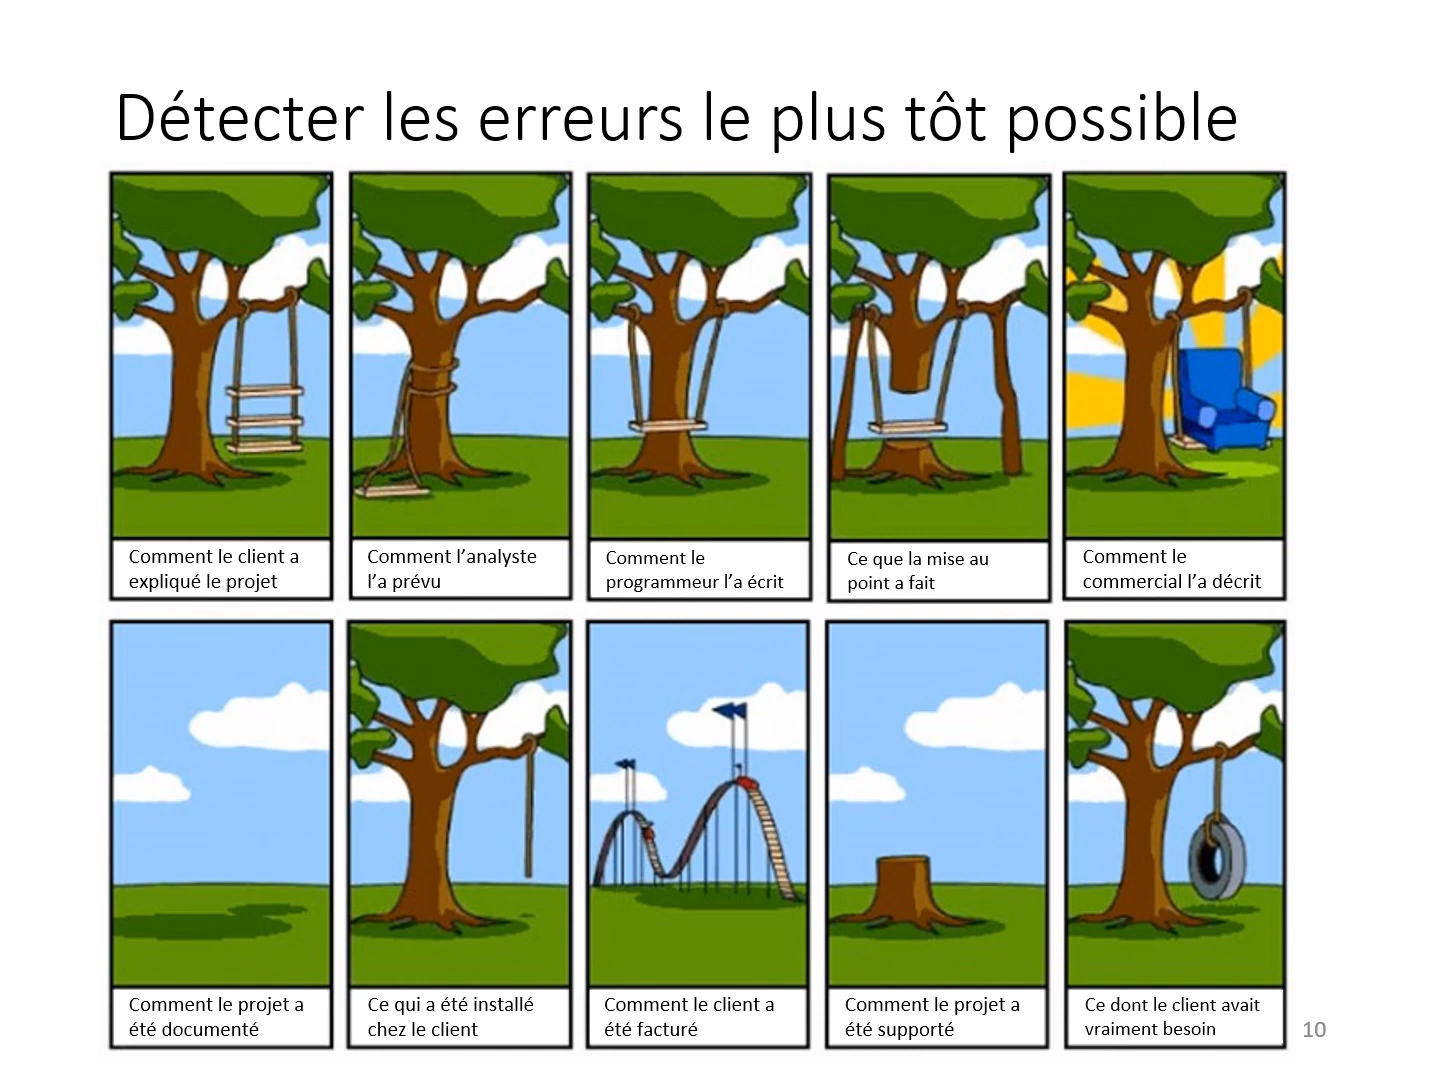 Détecter les erreurs le plus tôt possible
Comment le client a
expliqué le projet
Comment l’analyste
l’a prévu
Comment le
programmeur l’a écrit
Ce que la mise au
point a fait
Comment le
commercial l’a décrit
Comment le projet a
été documenté
Ce qui a été installé
chez le client
Comment le client a
été facturé
Comment le projet a
été supporté
Ce dont le client avait
vraiment besoin
10